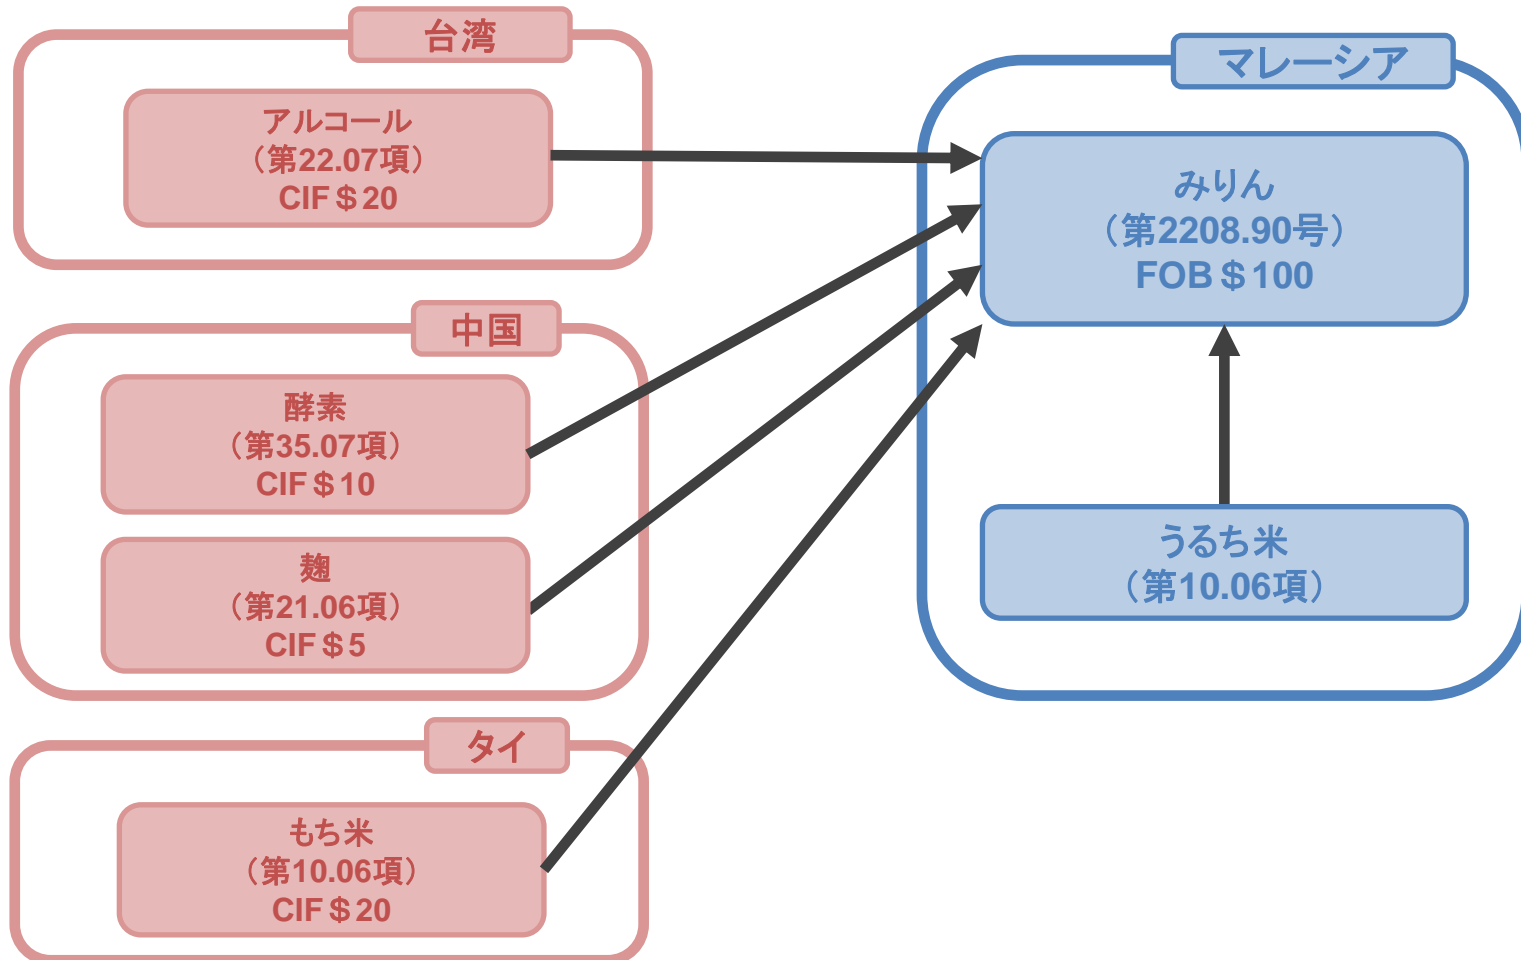 台湾
アルコール
（第22.07項）
CIF＄20
中国
酵素
（第35.07項）
CIF＄10
麹
（第21.06項）
CIF＄5
タイ
もち米
（第10.06項）
CIF＄20
マレーシア
みりん
（第2208.90号）
FOB＄100
うるち米
（第10.06項）